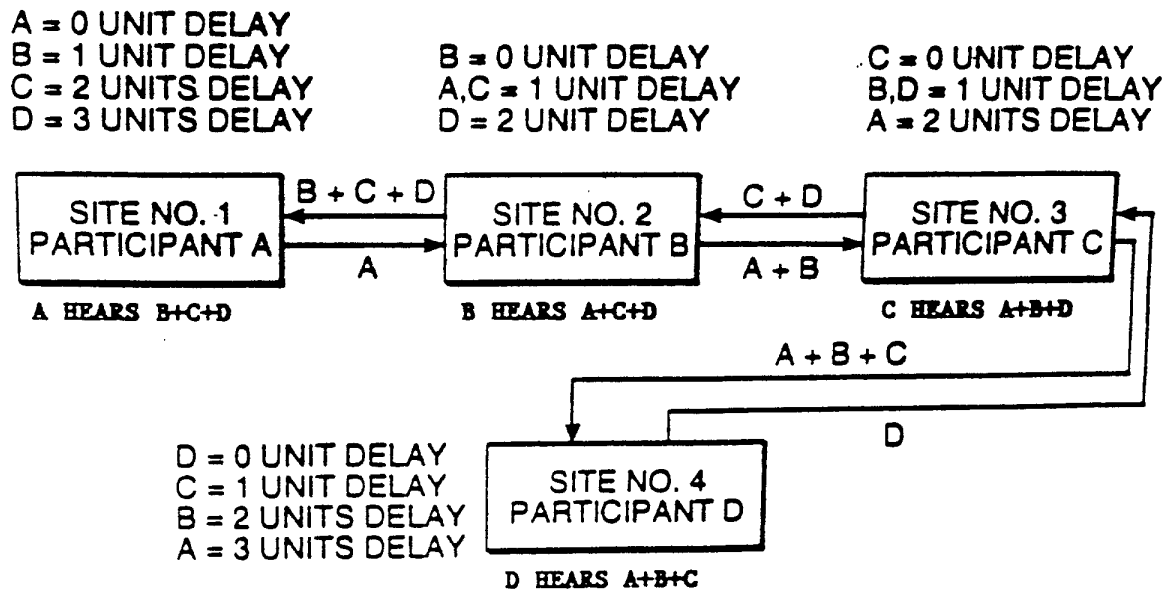 A = 0 UNIT DELAY
B = 1 UNIT DELAY
C = 2 UNITS DELAY
D = 3 UNITS DELAY
B = 0 UNIT DELAY
A,C = 1 UNIT DELAY
D = 2 UNIT DELAY
C = 0 UNIT DELAY
B,D = 1 UNIT DELAY
A = 2 UNITS DELAY
SITE NO. 1
PARTICIPANT A
B + C + D
A
SITE NO. 2
PARTICIPANT B
C + D
A + B
SITE NO. 3
PARTICIPANT C
A HEARS B+C+D
B HEARS A+C+D
C HEARS A+B+D
A + B + C
D
D = 0 UNIT DELAY
C = 1 UNIT DELAY
B = 2 UNITS DELAY
A = 3 UNITS DELAY
SITE NO. 4
PARTICIPANT D
D HEARS A+B+C